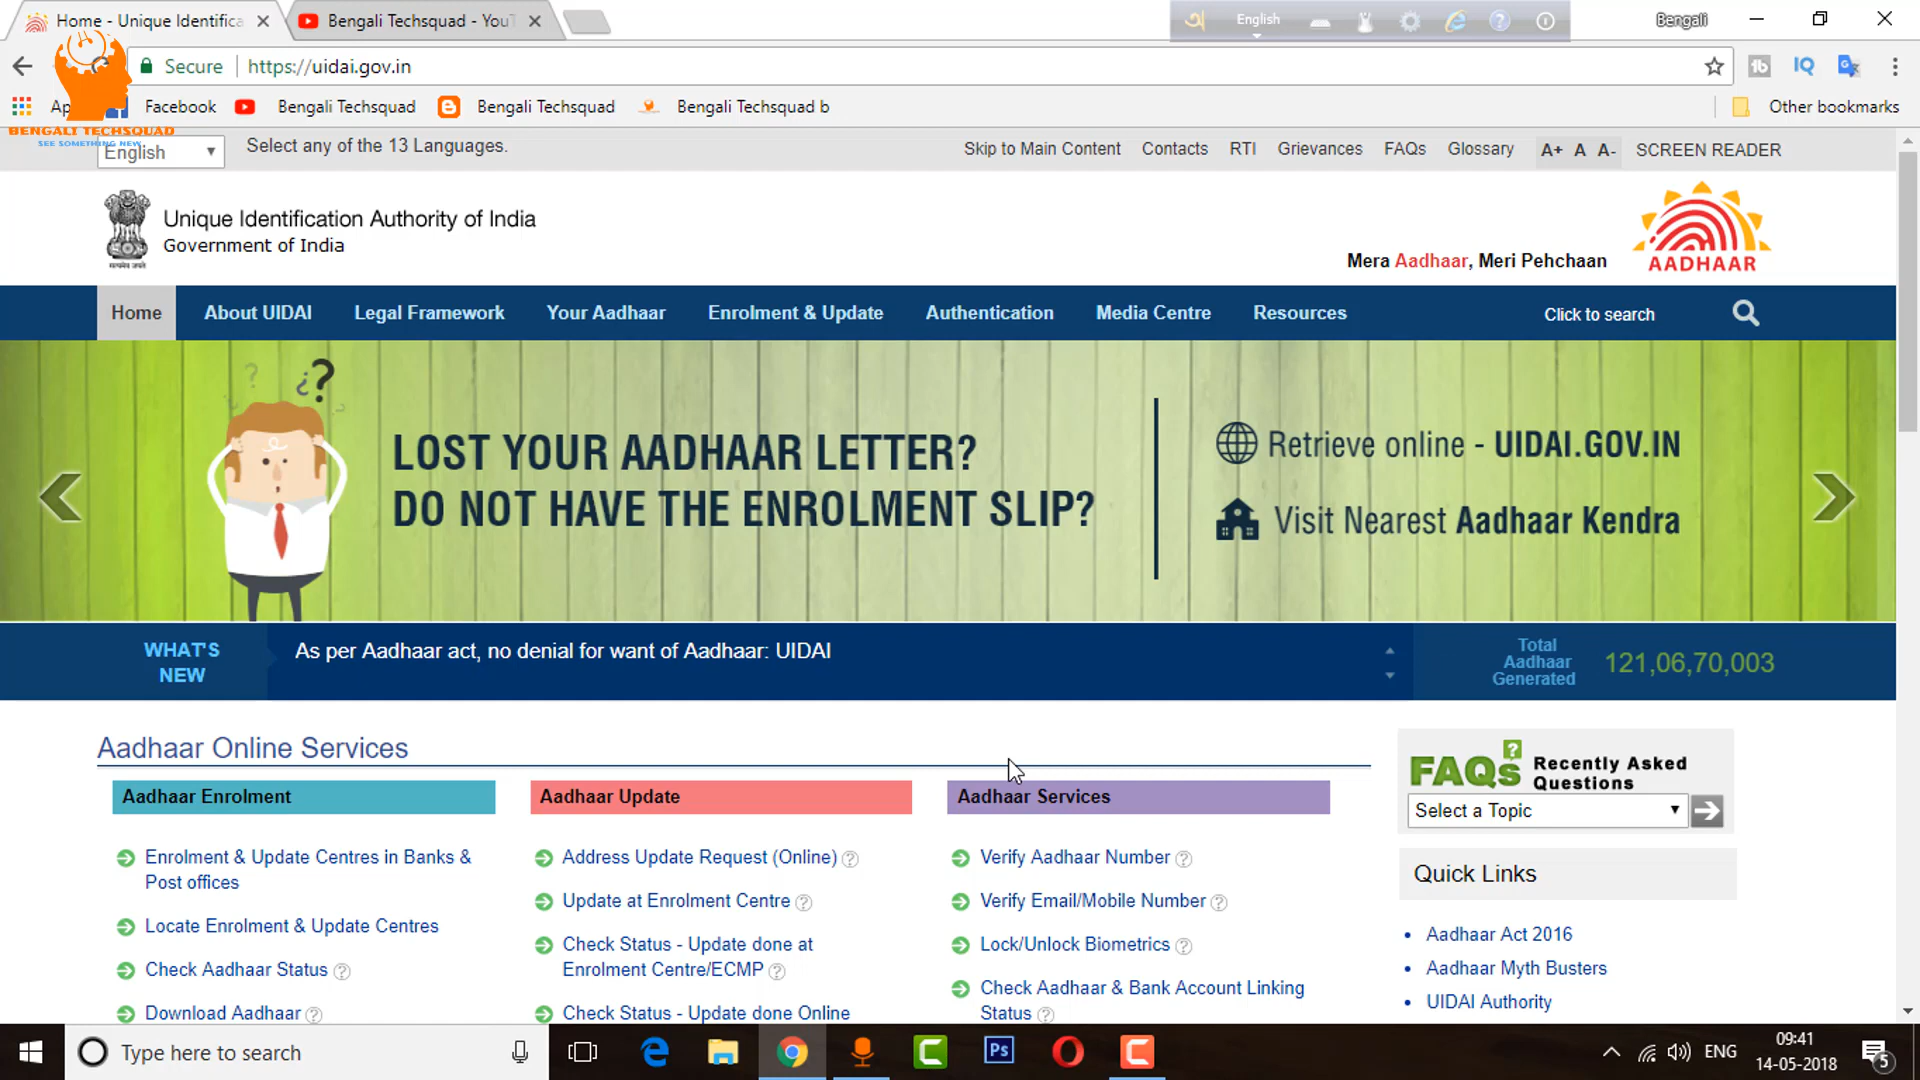 Home - Unique Identifica
Bengali Techsquad - YouT
English
Bengali
Secure
https://uidai.gov.in
Facebook
Bengali Techsquad
Bengali Techsquad
Bengali Techsquad b
Other bookmarks
BENGALI TECHSQUAD
SEE SOMETHING NEW
English
Select any of the 13 Languages.
Skip to Main Content
Contacts
RTI
Grievances
FAQs
Glossary
A+ A A-
SCREEN READER
Unique Identification Authority of India
Government of India
Mera Aadhaar, Meri Pehchaan
AADHAAR
Home
About UIDAI
Legal Framework
Your Aadhaar
Enrolment & Update
Authentication
Media Centre
Resources
Click to search
LOST YOUR AADHAAR LETTER?
DO NOT HAVE THE ENROLMENT SLIP?
Retrieve online - UIDAI.GOV.IN
Visit Nearest Aadhaar Kendra
WHAT'S
NEW
As per Aadhaar act, no denial for want of Aadhaar: UIDAI
Total
Aadhaar
Generated
121,06,70,003
Aadhaar Online Services
Aadhaar Enrolment
Enrolment & Update Centres in Banks &
Post offices
Locate Enrolment & Update Centres
Check Aadhaar Status
Download Aadhaar
Aadhaar Update
Address Update Request (Online)
Update at Enrolment Centre
Check Status - Update done at
Enrolment Centre/ECMP
Check Status - Update done Online
Aadhaar Services
Verify Aadhaar Number
Verify Email/Mobile Number
Lock/Unlock Biometrics
Check Aadhaar & Bank Account Linking
Status
FAQs
Recently Asked
Questions
Select a Topic
Quick Links
Aadhaar Act 2016
Aadhaar Myth Busters
UIDAI Authority
Type here to search
Ps
ENG
09:41
14-05-2018
5